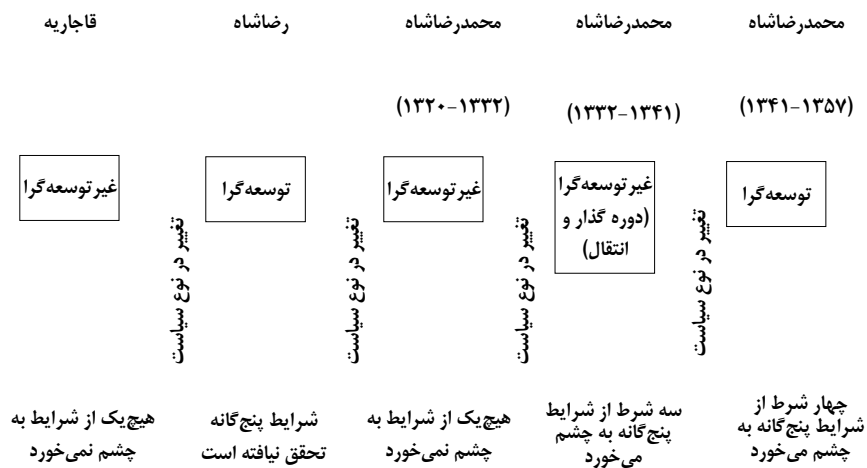 قاجاریه
رضاشاه
محمدرضاشاه
محمدرضاشاه
محمدرضاشاه
(۱۳۲۰-۱۳۳۲)
(۱۳۳۲-۱۳۴۱)
(۱۳۴۱-۱۳۵۷)
غیرتوسعه‌گرا
تغییر در نوع سیاست
توسعه‌گرا
تغییر در نوع سیاست
غیرتوسعه‌گرا
تغییر در نوع سیاست
غیرتوسعه‌گرا
(دوره گذار و
انتقال)
تغییر در نوع سیاست
توسعه‌گرا
هیچ‌یک از شرایط به
چشم نمی‌خورد
شرایط پنج‌گانه
تحقق نیافته است
هیچ‌یک از شرایط به
چشم نمی‌خورد
سه شرط از شرایط
پنج‌گانه به چشم
می‌خورد
چهار شرط از
شرایط پنج‌گانه به
چشم می‌خورد